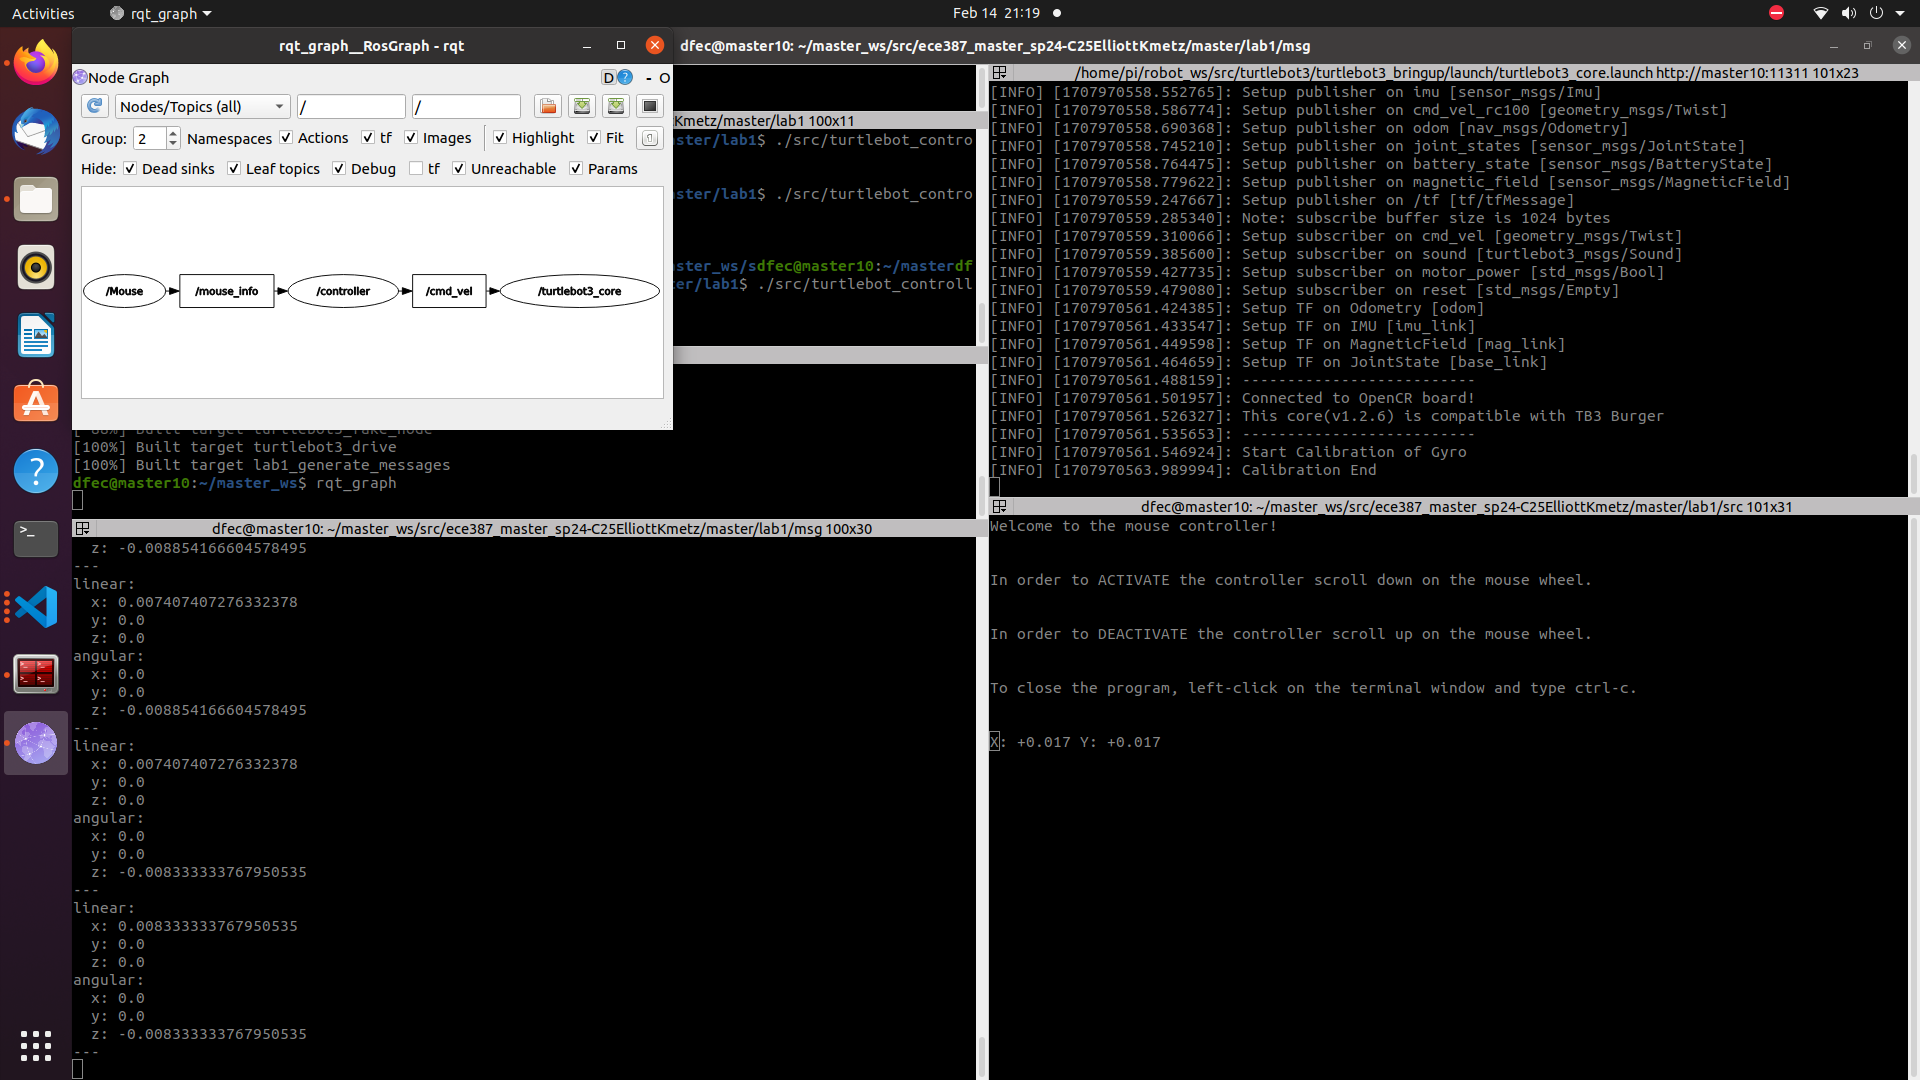 Activities
rqt_graph
Feb 14 21:19
rqt_graph__RosGraph - rqt
Node Graph
D
?
- O
Nodes/Topics (all)
/
/
Group:
2
Namespaces
Actions
tf
Images
Highlight
Fit
Hide:
Dead sinks
Leaf topics
Debug
tf
Unreachable
Params
/Mouse
/mouse_info
/controller
/cmd_vel
/turtlebot3_core
dfec@master10: ~/master_ws/src/ece387_master_sp24-C25ElliottKmetz/master/lab1/msg
Kmetz/master/lab1 100x11
ster/lab1$ ./src/turtlebot_contro
ster/lab1$ ./src/turtlebot_contro
ster_ws/sdfec@master10:~/masterdf
er/lab1$ ./src/turtlebot_controll
[100%] Built target turtlebot3_drive
[100%] Built target lab1_generate_messages
dfec@master10:~/master_ws$ rqt_graph
dfec@master10: ~/master_ws/src/ece387_master_sp24-C25ElliottKmetz/master/lab1/msg 100x30
z: -0.008854166604578495
---
linear:
x: 0.007407407276332378
y: 0.0
z: 0.0
angular:
x: 0.0
y: 0.0
z: -0.008854166604578495
---
linear:
x: 0.007407407276332378
y: 0.0
z: 0.0
angular:
x: 0.0
y: 0.0
z: -0.008333333767950535
---
linear:
x: 0.008333333767950535
y: 0.0
z: 0.0
angular:
x: 0.0
y: 0.0
z: -0.008333333767950535
---
/home/pi/robot_ws/src/turtlebot3/turtlebot3_bringup/launch/turtlebot3_core.launch http://master10:11311 101x23
[INFO] [1707970558.552765]: Setup publisher on imu [sensor_msgs/Imu]
[INFO] [1707970558.586774]: Setup publisher on cmd_vel_rc100 [geometry_msgs/Twist]
[INFO] [1707970558.690368]: Setup publisher on odom [nav_msgs/Odometry]
[INFO] [1707970558.745210]: Setup publisher on joint_states [sensor_msgs/JointState]
[INFO] [1707970558.764475]: Setup publisher on battery_state [sensor_msgs/BatteryState]
[INFO] [1707970558.779622]: Setup publisher on magnetic_field [sensor_msgs/MagneticField]
[INFO] [1707970559.247667]: Setup publisher on /tf [tf/tfMessage]
[INFO] [1707970559.285340]: Note: subscribe buffer size is 1024 bytes
[INFO] [1707970559.310066]: Setup subscriber on cmd_vel [geometry_msgs/Twist]
[INFO] [1707970559.385600]: Setup subscriber on sound [turtlebot3_msgs/Sound]
[INFO] [1707970559.427735]: Setup subscriber on motor_power [std_msgs/Bool]
[INFO] [1707970559.479080]: Setup subscriber on reset [std_msgs/Empty]
[INFO] [1707970561.424385]: Setup TF on Odometry [odom]
[INFO] [1707970561.433547]: Setup TF on IMU [imu_link]
[INFO] [1707970561.449598]: Setup TF on MagneticField [mag_link]
[INFO] [1707970561.464659]: Setup TF on JointState [base_link]
[INFO] [1707970561.488159]: --------------------------
[INFO] [1707970561.501957]: Connected to OpenCR board!
[INFO] [1707970561.526327]: This core(v1.2.6) is compatible with TB3 Burger
[INFO] [1707970561.535653]: --------------------------
[INFO] [1707970561.546924]: Start Calibration of Gyro
[INFO] [1707970563.989994]: Calibration End
dfec@master10: ~/master_ws/src/ece387_master_sp24-C25ElliottKmetz/master/lab1/src 101x31
Welcome to the mouse controller!
In order to ACTIVATE the controller scroll down on the mouse wheel.
In order to DEACTIVATE the controller scroll up on the mouse wheel.
To close the program, left-click on the terminal window and type ctrl-c.
X: +0.017 Y: +0.017